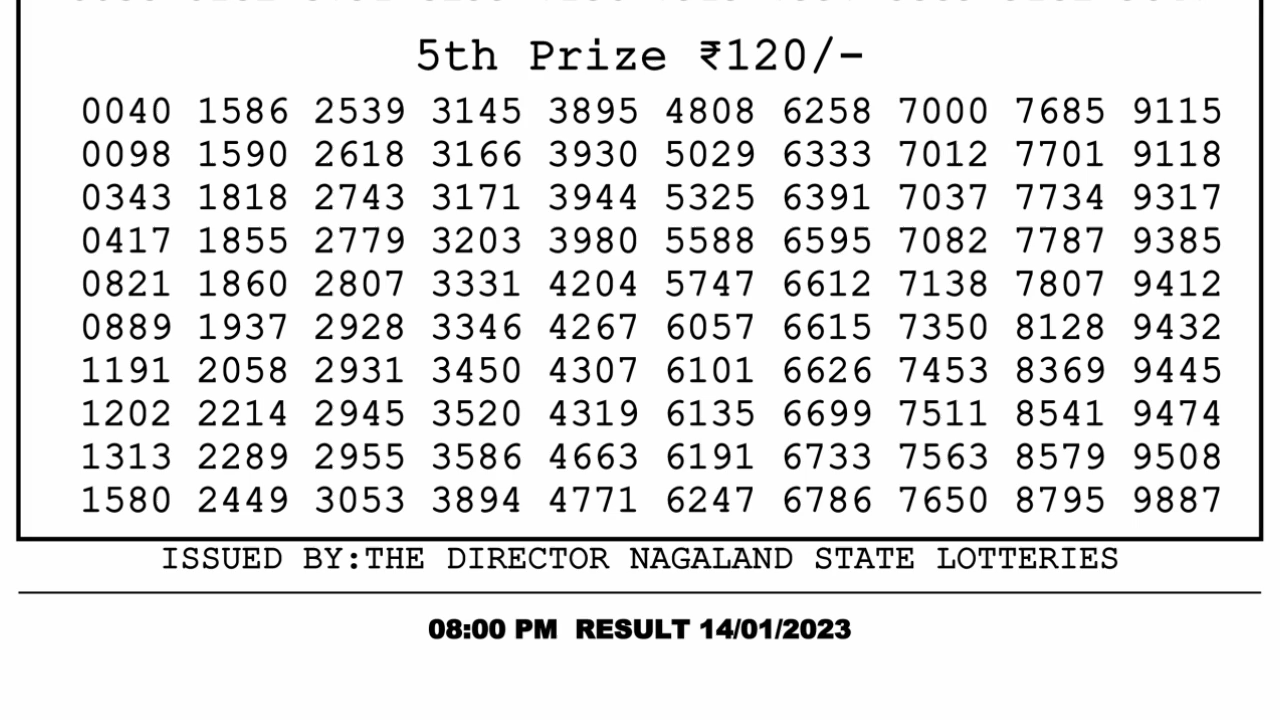 5th Prize ₹120/-
0040 1586 2539 3145 3895 4808 6258 7000 7685 9115
0098 1590 2618 3166 3930 5029 6333 7012 7701 9118
0343 1818 2743 3171 3944 5325 6391 7037 7734 9317
0417 1855 2779 3203 3980 5588 6595 7082 7787 9385
0821 1860 2807 3331 4204 5747 6612 7138 7807 9412
0889 1937 2928 3346 4267 6057 6615 7350 8128 9432
1191 2058 2931 3450 4307 6101 6626 7453 8369 9445
1202 2214 2945 3520 4319 6135 6699 7511 8541 9474
1313 2289 2955 3586 4663 6191 6733 7563 8579 9508
1580 2449 3053 3894 4771 6247 6786 7650 8795 9887
ISSUED BY:THE DIRECTOR NAGALAND STATE LOTTERIES
08:00 PM RESULT 14/01/2023